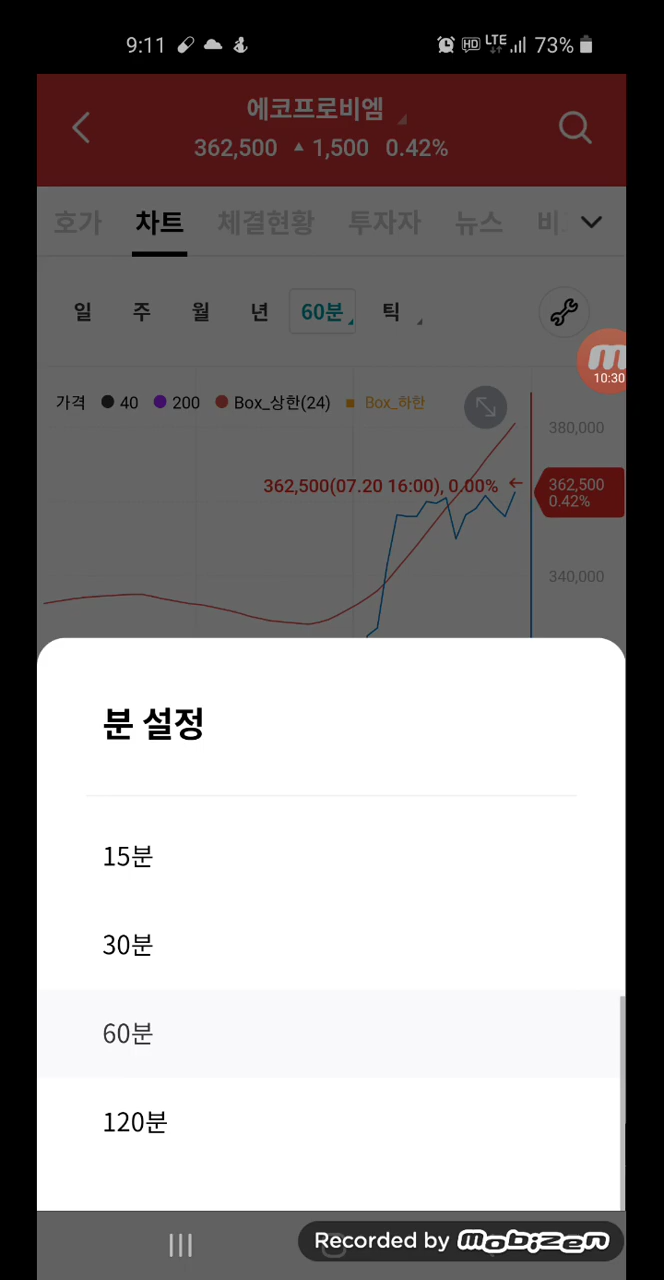 9:11 HD LTE 73%
에코프로비엠
362,500 ▲ 1,500 0.42%
호가 차트 체결현황 투자자 뉴스
일 주 월 년 60분 틱
10:30
가격 40 200 Box_상한(24) Box_하한
380,000
362,500(07.20 16:00), 0.00% ←
362,500
0.42%
340,000
분 설정
15분
30분
60분
120분
Recorded by mobizen